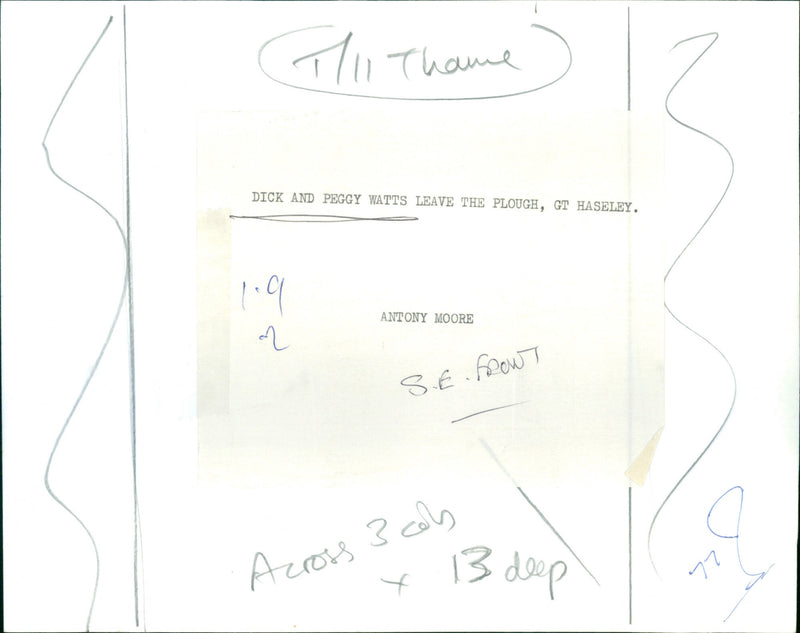 T/11 Thame
DICK AND PEGGY WATTS LEAVE THE PLOUGH, GT HASELEY.
1.9
2
ANTONY MOORE
S.E. FRONT
Across 3 cols
x 13 deep